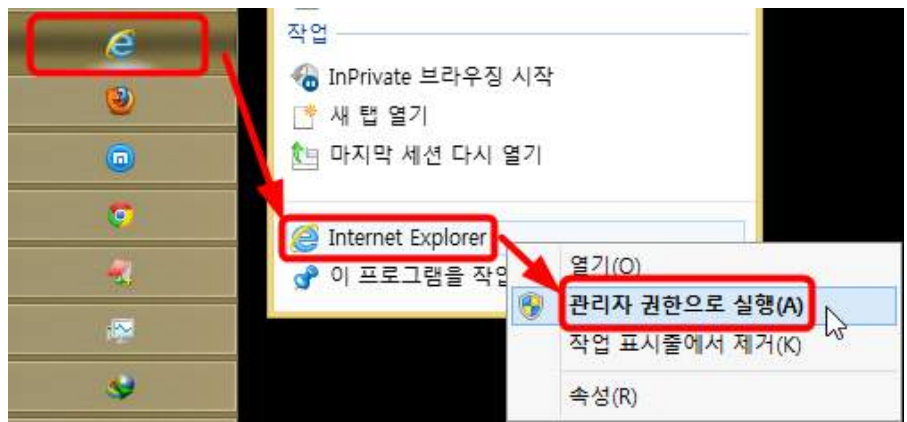 작업
InPrivate 브라우징 시작
새 탭 열기
마지막 세션 다시 열기
Internet Explorer
이 프로그램을 작업
열기(O)
관리자 권한으로 실행(A)
작업 표시줄에서 제거(K)
속성(R)